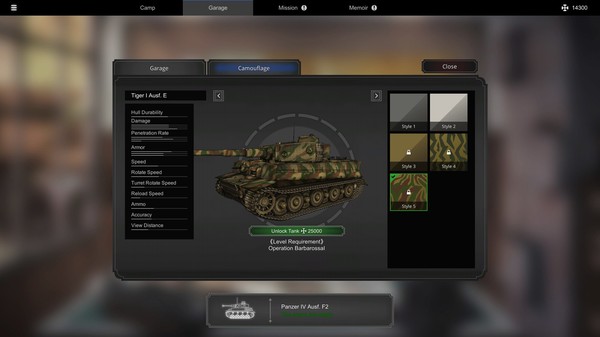 Camp
Garage
Mission
Memoir
14300
Garage
Camouflage
Close
Tiger I Ausf. E
Hull Durability
Damage
Penetration Rate
Armor
Speed
Rotate Speed
Turret Rotate Speed
Reload Speed
Ammo
Accuracy
View Distance
Style 1
Style 2
Style 3
Style 4
Style 5
Unlock Tank 25000
(Level Requirement)
Operation Barbarossa!
Panzer IV Ausf. F2